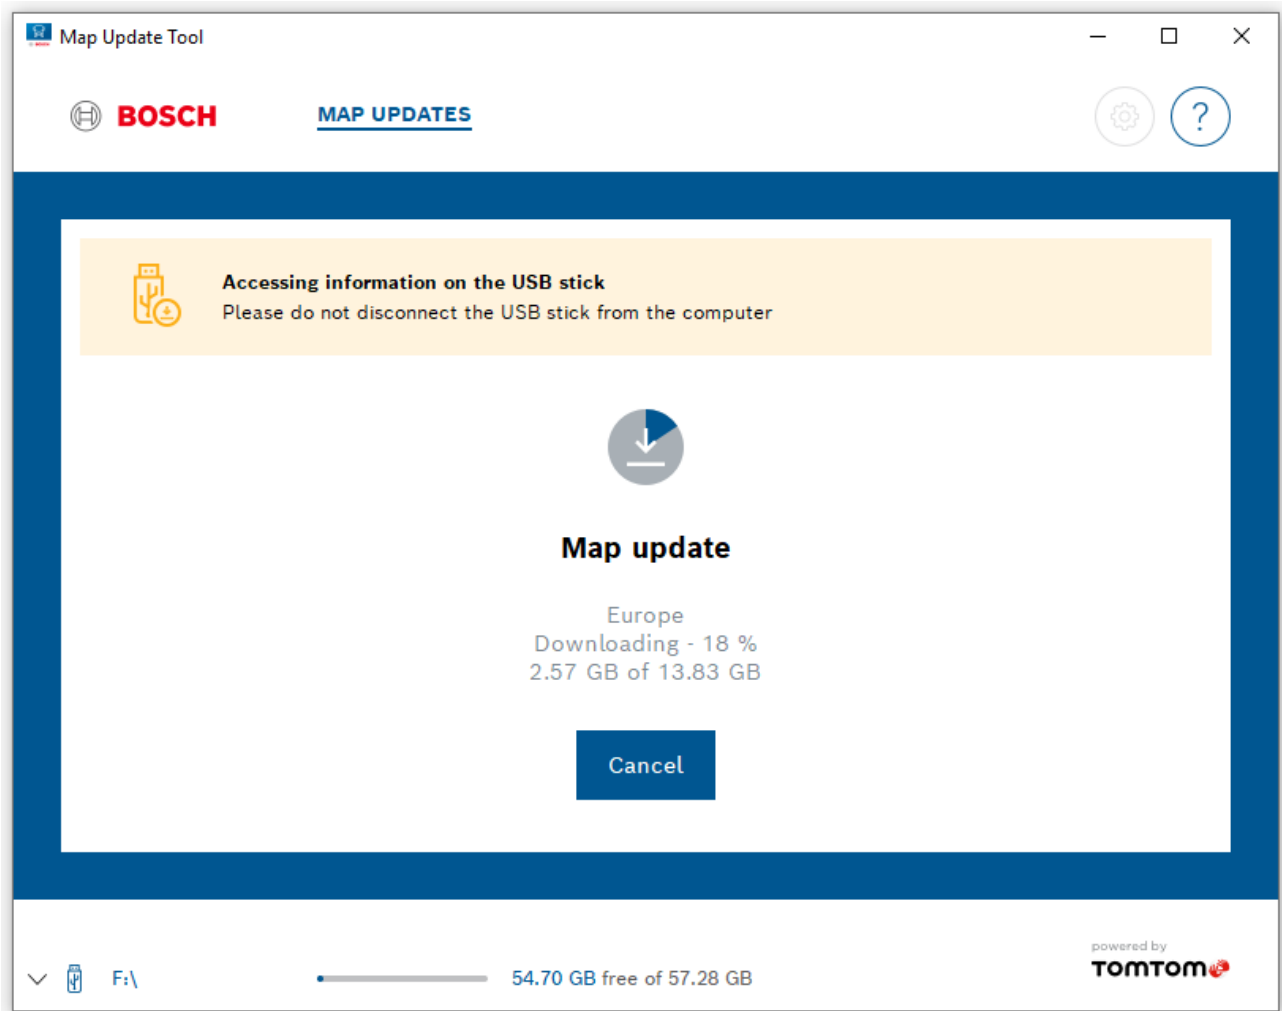 Map Update Tool
BOSCH
MAP UPDATES
?
Accessing information on the USB stick
Please do not disconnect the USB stick from the computer
Map update
Europe
Downloading - 18 %
2.57 GB of 13.83 GB
Cancel
F:\
54.70 GB free of 57.28 GB
powered by
TOMTOM